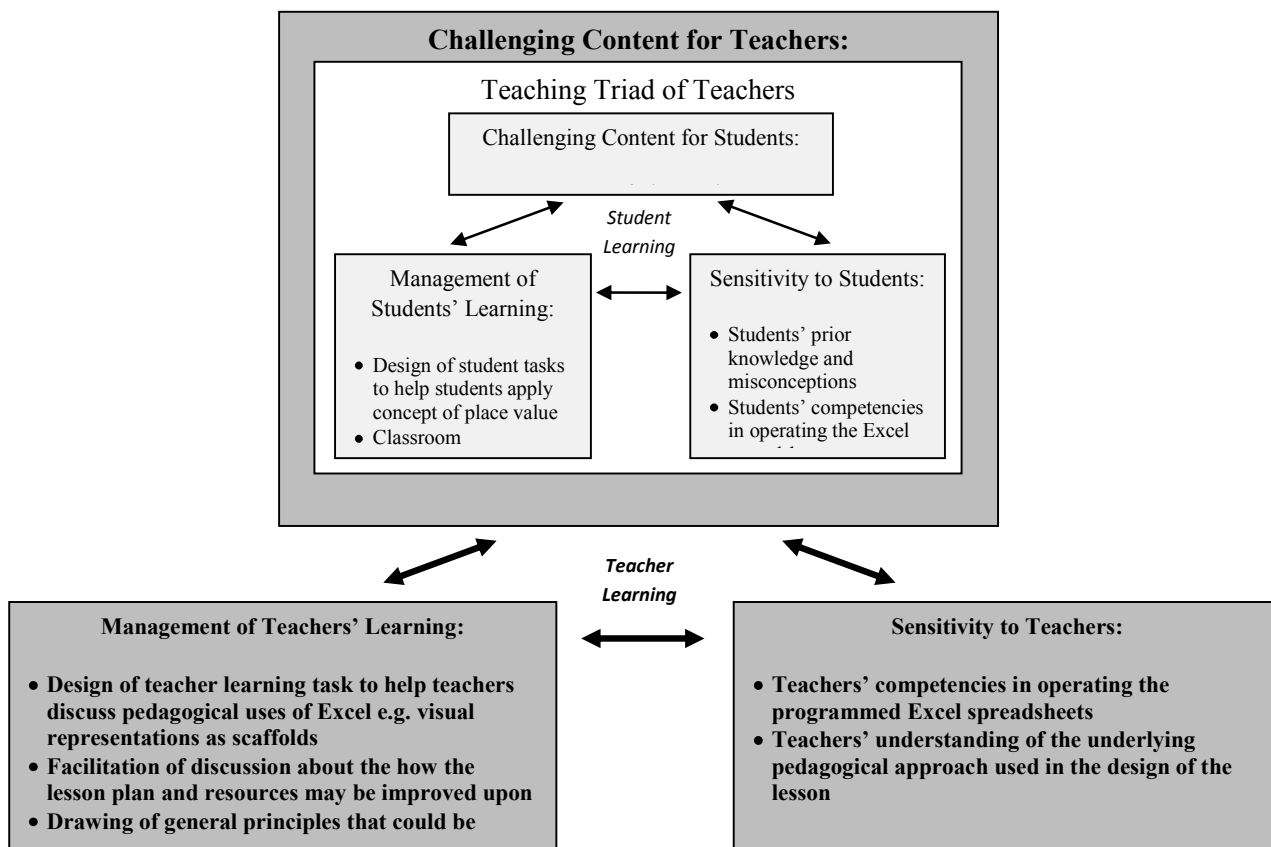 Challenging Content for Teachers:
Teaching Triad of Teachers
Challenging Content for Students:
Student
Learning
Management of
Students’ Learning:
• Design of student tasks
to help students apply
concept of place value
• Classroom
Sensitivity to Students:
• Students’ prior
knowledge and
misconceptions
• Students’ competencies
in operating the Excel
Teacher
Learning
Management of Teachers’ Learning:
• Design of teacher learning task to help teachers
discuss pedagogical uses of Excel e.g. visual
representations as scaffolds
• Facilitation of discussion about the how the
lesson plan and resources may be improved upon
• Drawing of general principles that could be
Sensitivity to Teachers:
• Teachers’ competencies in operating the
programmed Excel spreadsheets
• Teachers’ understanding of the underlying
pedagogical approach used in the design of the
lesson